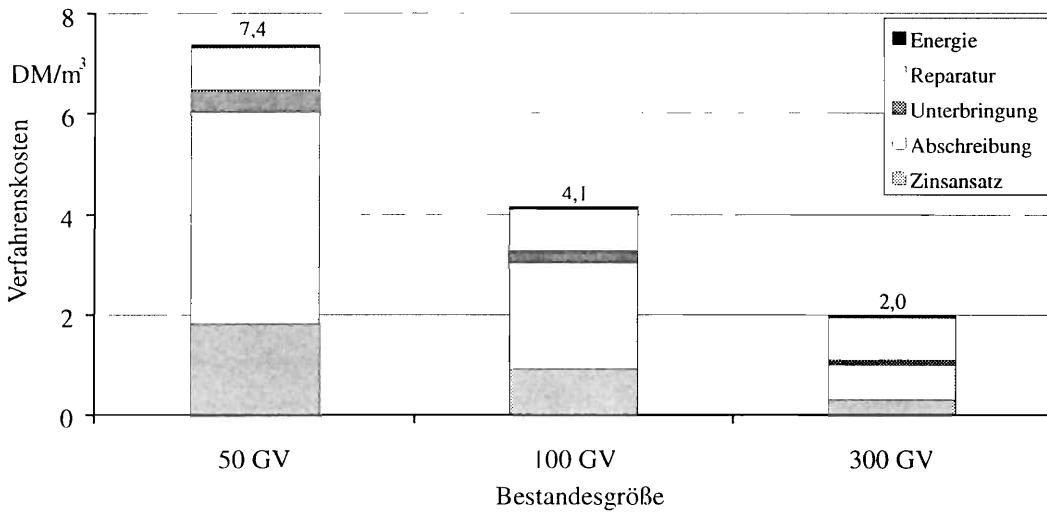 8
DM/m³
6
4
2
0
Verfahrenskosten
7,4
4,1
2,0
Energie
Reparatur
Unterbringung
Abschreibung
Zinsansatz
50 GV
100 GV
300 GV
Bestandesgröße